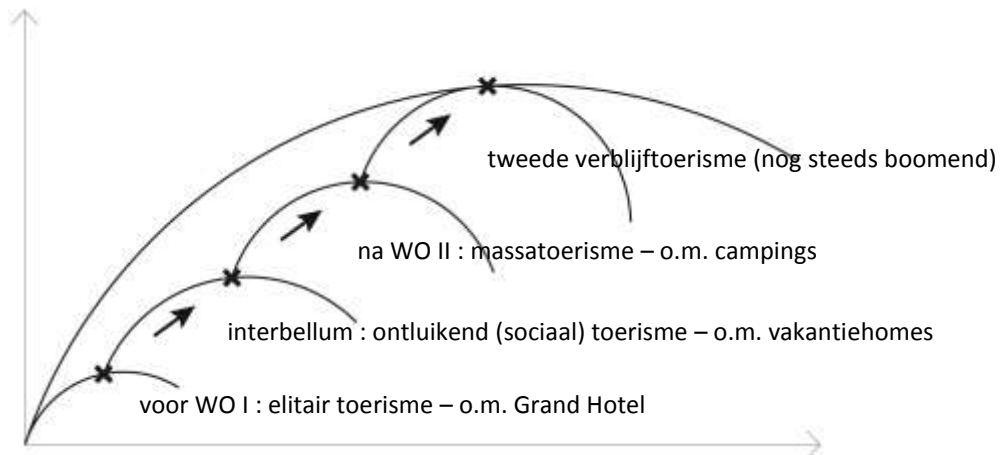 tweede verblijftoerisme (nog steeds boomend)
na WO II : massatoerisme – o.m. campings
interbellum : ontluikend (sociaal) toerisme – o.m. vakantiehomes
voor WO I : elitair toerisme – o.m. Grand Hotel